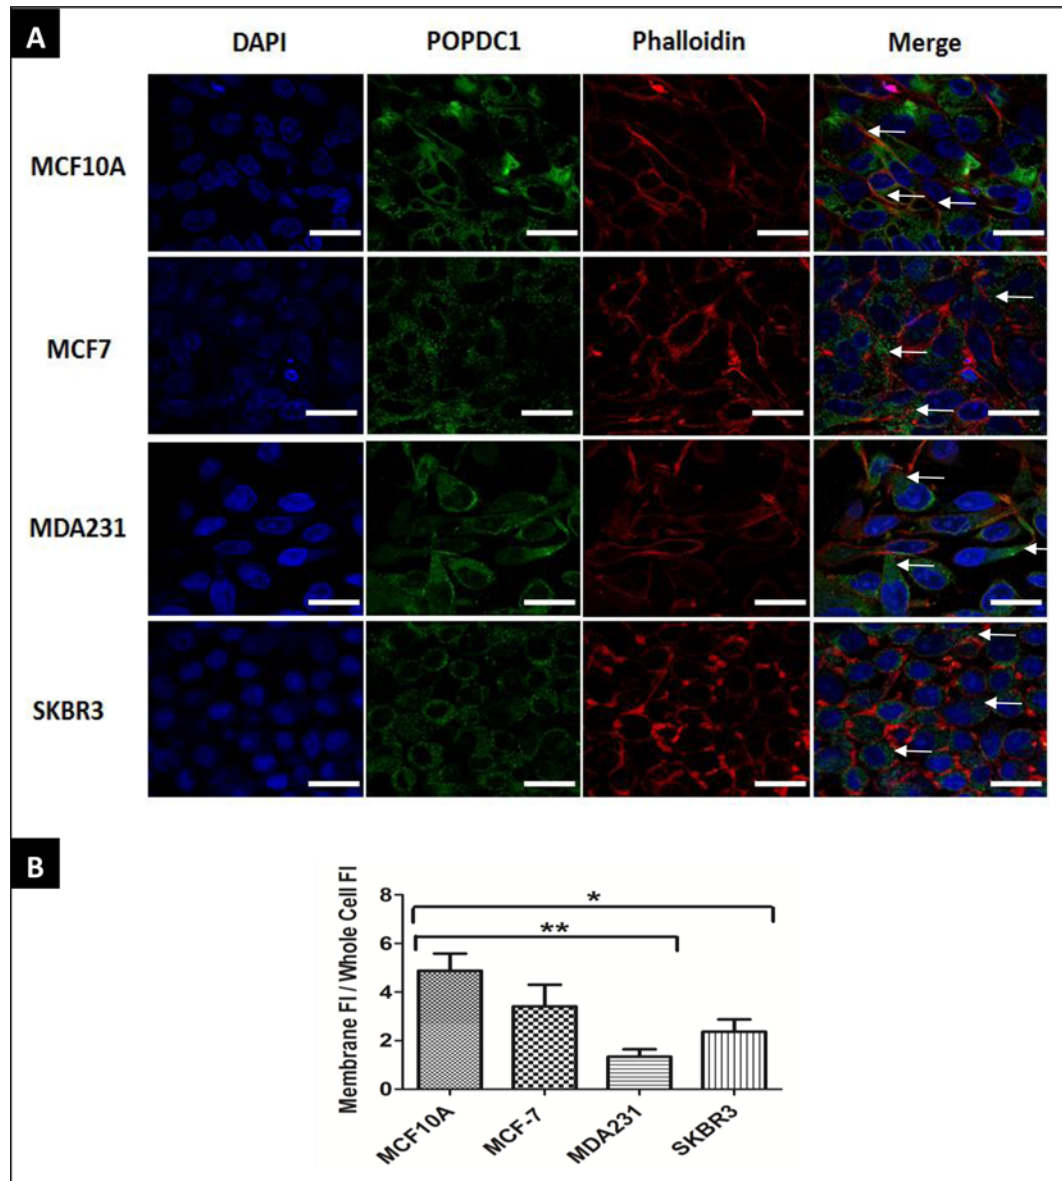 A
DAPI POPDC1 Phalloidin Merge
MCF10A
MCF7
MDA231
SKBR3
B
Membrane FI / Whole Cell FI
8
6
4
2
0
*
**
MCF10A MCF-7 MDA231 SKBR3